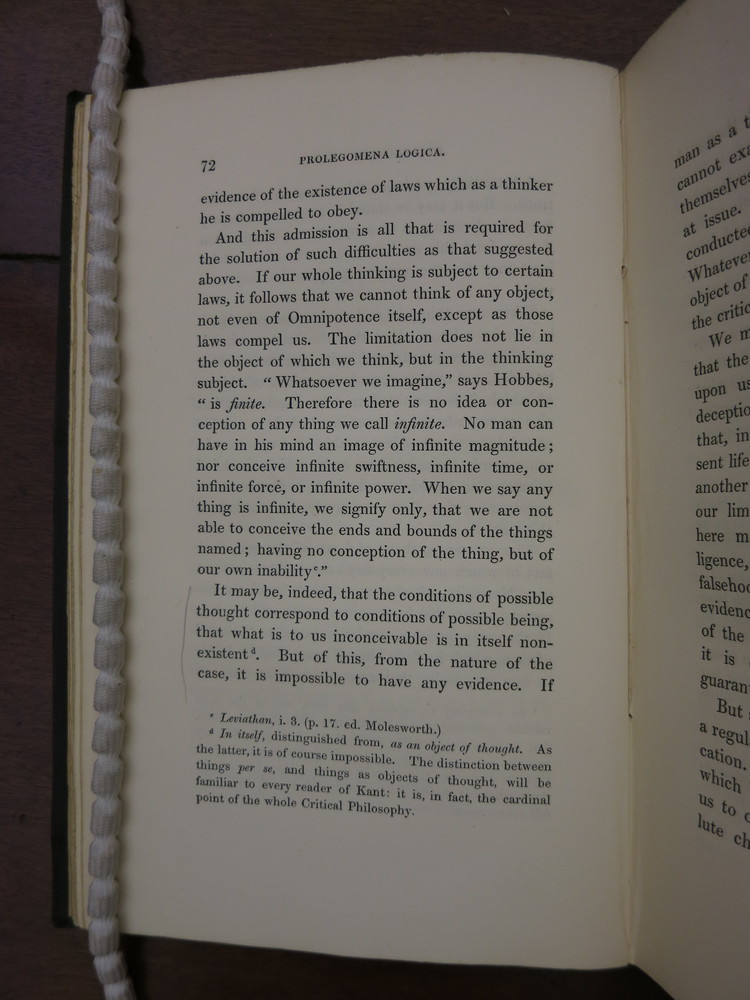 72
PROLEGOMENA LOGICA.
evidence of the existence of laws which as a thinker
he is compelled to obey.
And this admission is all that is required for
the solution of such difficulties as that suggested
above. If our whole thinking is subject to certain
laws, it follows that we cannot think of any object,
not even of Omnipotence itself, except as those
laws compel us. The limitation does not lie in
the object of which we think, but in the thinking
subject. “ Whatsoever we imagine,” says Hobbes,
“ is finite. Therefore there is no idea or con-
ception of any thing we call infinite. No man can
have in his mind an image of infinite magnitude ;
nor conceive infinite swiftness, infinite time, or
infinite force, or infinite power. When we say any
thing is infinite, we signify only, that we are not
able to conceive the ends and bounds of the things
named ; having no conception of the thing, but of
our own inability c.”
It may be, indeed, that the conditions of possible
thought correspond to conditions of possible being,
that what is to us inconceivable is in itself non-
existent d. But of this, from the nature of the
case, it is impossible to have any evidence. If
c Leviathan, i. 3. (p. 17. ed. Molesworth.)
d In itself, distinguished from, as an object of thought. As
the latter, it is of course impossible. The distinction between
things per se, and things as objects of thought, will be
familiar to every reader of Kant: it is, in fact, the cardinal
point of the whole Critical Philosophy.
man as a
cannot
themselves
at issue.
conducted
Whatever
object of
the
We
that the
upon us
that, in
sent life
another
our
here
ligence,
evidence
of the
it is
But
a
cation.
which
us to
lute